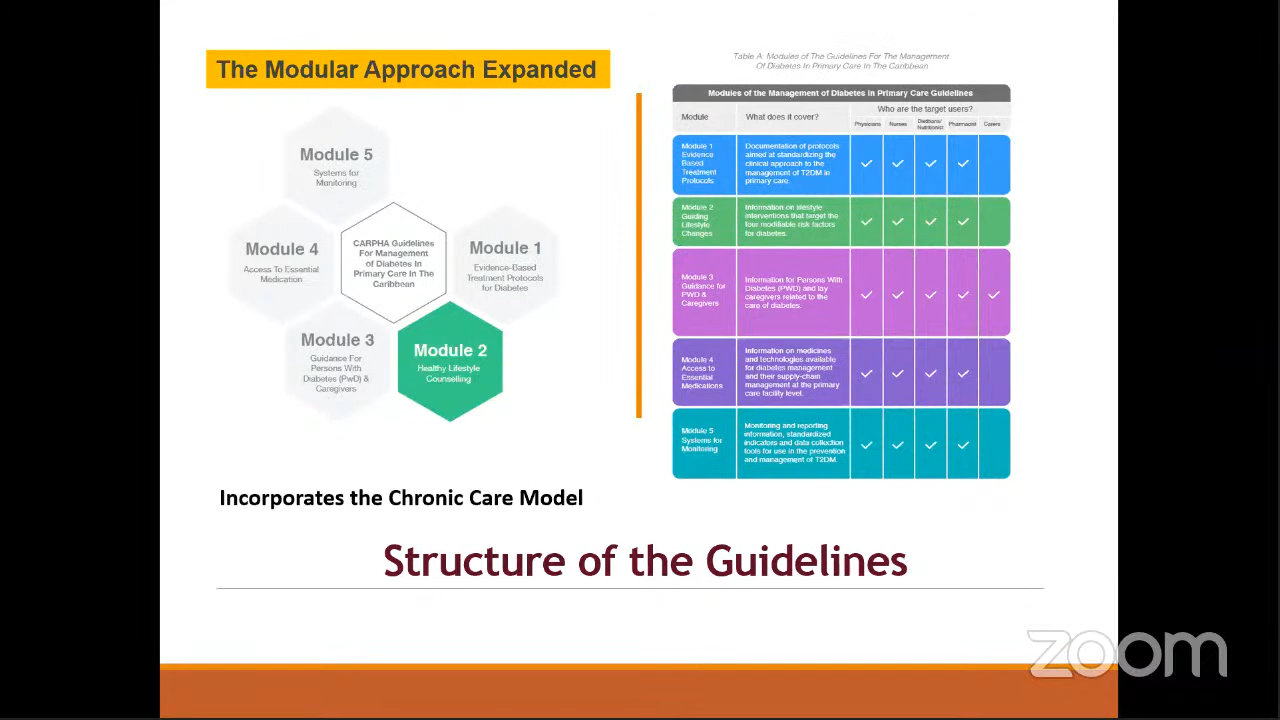 The Modular Approach Expanded
Module 5
Systems for
Monitoring
Module 4
Access To Essential
Medication
CARPHA Guidelines
For Management
of Diabetes In
Primary Care In The
Caribbean
Module 1
Evidence-Based
Treatment Protocols
for Diabetes
Module 3
Guidance For
Persons With
Diabetes (PwD) &
Caregivers
Module 2
Healthy Lifestyle
Counselling
Incorporates the Chronic Care Model
Table A: Modules of The Guidelines For The Management
Of Diabetes In Primary Care In The Caribbean
Modules of the Management of Diabetes in Primary Care Guidelines
Module
What does it cover?
Who are the target users?
Physicians
Nurses
Dietitians/
Nutritionist
Pharmacist
Carers
Module 1
Evidence
Based
Treatment
Protocols
Documentation of protocols
aimed at standardizing the
clinical approach to the
management of T2DM in
primary care.
Module 2
Guiding
Lifestyle
Changes
Information on lifestyle
interventions that target the
four modifiable risk factors
for diabetes.
Module 3
Guidance for
PWD &
Caregivers
Information for Persons With
Diabetes (PWD) and lay
caregivers related to the
care of diabetes.
Module 4
Access to
Essential
Medications
Information on medicines
and technologies available
for diabetes management
and their supply-chain
management at the primary
care facility level.
Module 5
Systems for
Monitoring
Monitoring and reporting
information, standardized
indicators and data collection
tools for use in the prevention
and management of T2DM.
Structure of the Guidelines
zoom